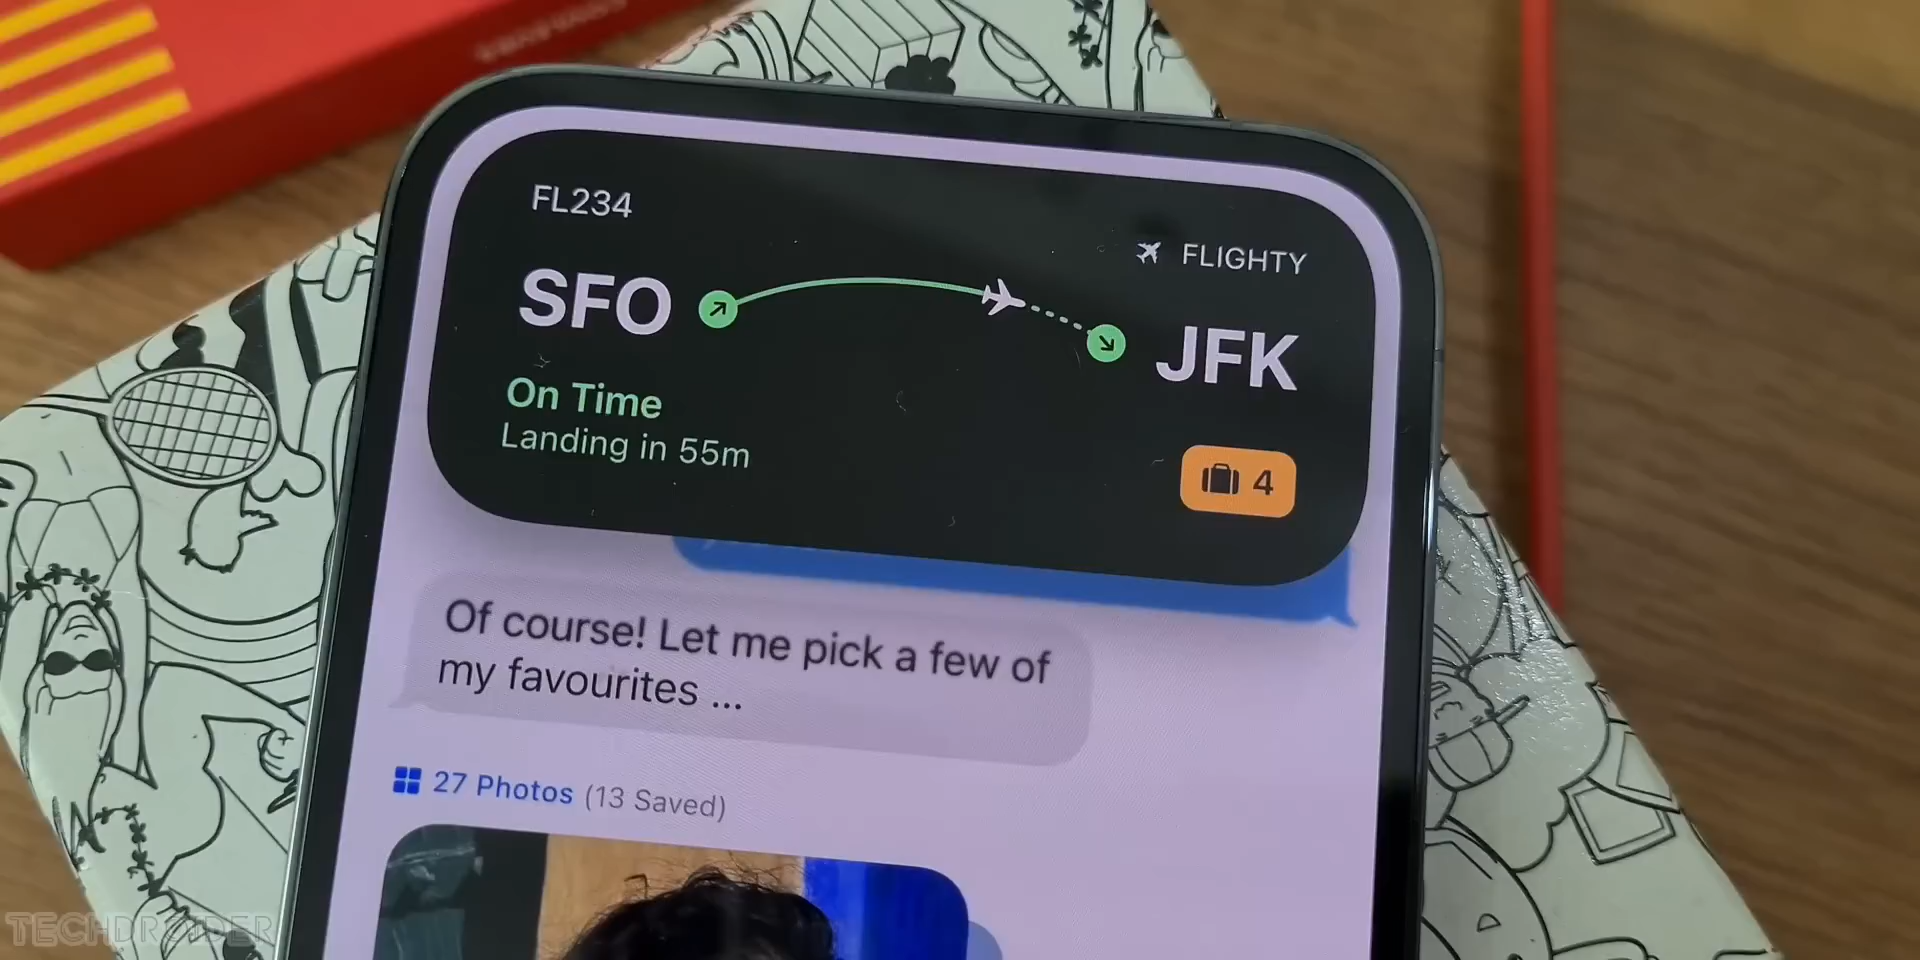 FL234
FLIGHTY
SFO
JFK
On Time
Landing in 55m
4
Of course! Let me pick a few of
my favourites ...
27 Photos (13 Saved)
TECHDROIDER